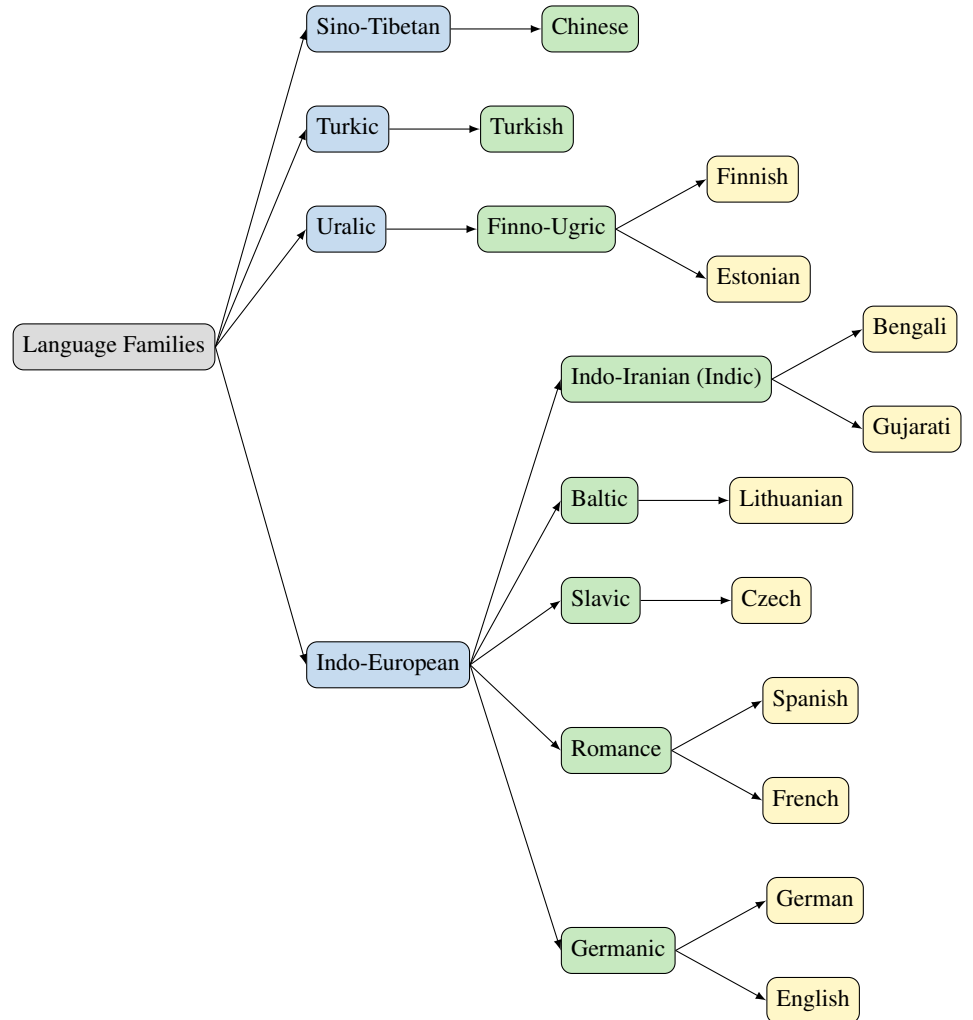 Language Families
Sino-Tibetan
Chinese
Turkic
Turkish
Uralic
Finno-Ugric
Finnish
Estonian
Indo-European
Indo-Iranian (Indic)
Bengali
Gujarati
Baltic
Lithuanian
Slavic
Czech
Romance
Spanish
French
Germanic
German
English